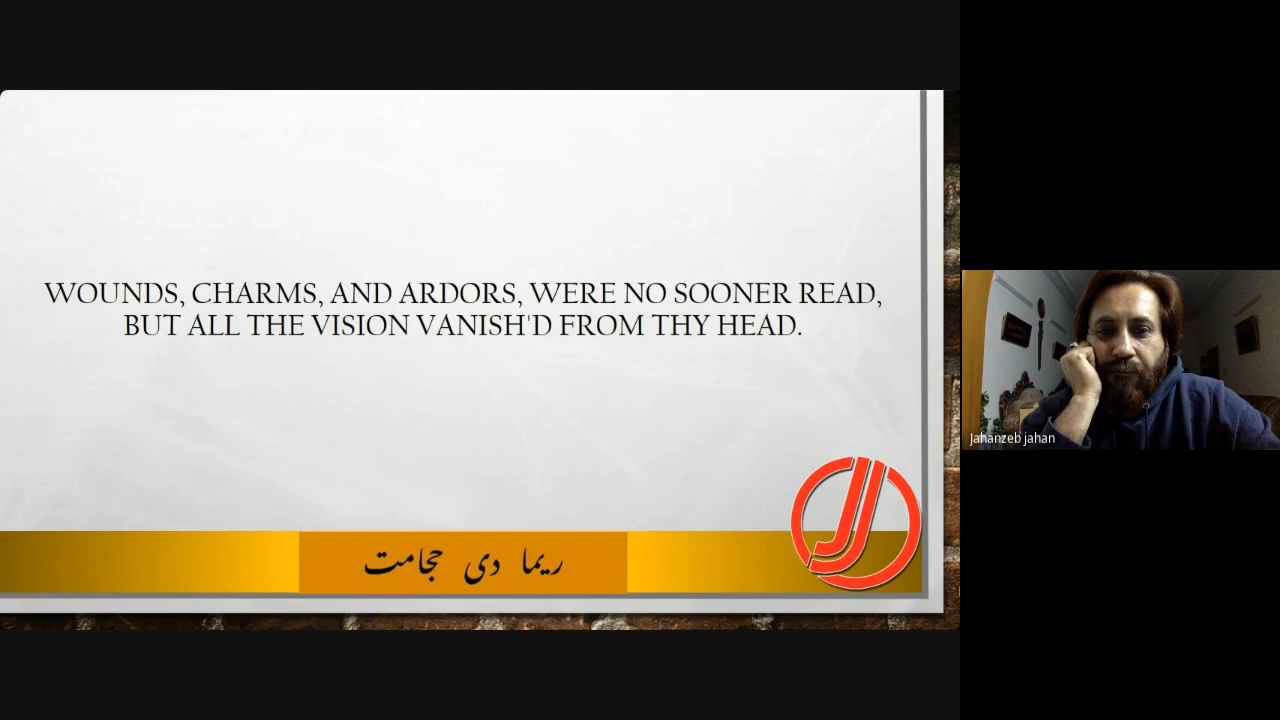 WOUNDS, CHARMS, AND ARDORS, WERE NO SOONER READ,
BUT ALL THE VISION VANISH'D FROM THY HEAD.
ریما دی حجامت
Jahanzeb jahan